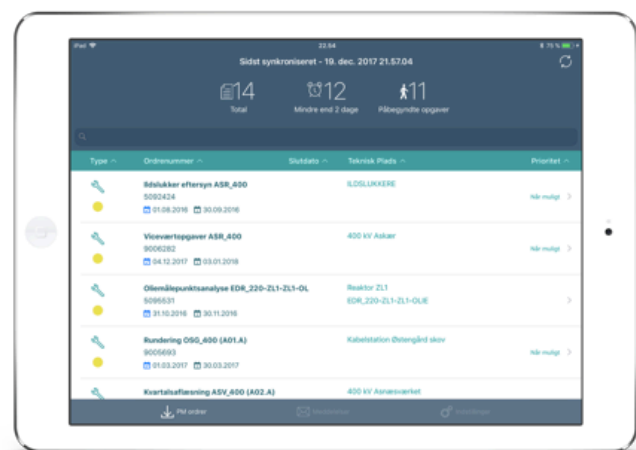 iPad 22.54 75 %
Sidst synkroniseret - 19. dec. 2017 21.57.04
14 12 11
Total Mindre end 2 dage Påbegyndte opgaver
Type Ordrenummer Slutdato Teknisk Plads Prioritet
Ildslukker eftersyn ASR_400 ILDSLUKKERE
5092424 Når muligt
01.08.2016 30.09.2016
Viceværtopgaver ASR_400 400 kV Askær
9006282 Når muligt
04.12.2017 03.01.2018
Oliemålepunktsanalyse EDR_220-ZL1-ZL1-OL Reaktor ZL1
5095531 EDR_220-ZL1-ZL1-OLIE
31.10.2016 30.11.2016
Rundering OSG_400 (A01.A) Kabelstation Østengård skov
9005693 Når muligt
01.03.2017 30.03.2017
Kvartalsaflæsning ASV_400 (A02.A) 400 kV Asnæsværket
PM ordrer